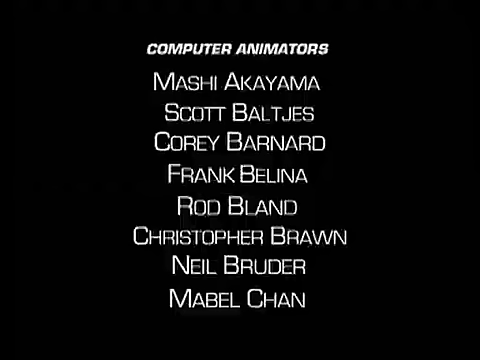 COMPUTER ANIMATORS
MASHI AKAYAMA
SCOTT BALTJES
COREY BARNARD
FRANK BELINA
ROD BLAND
CHRISTOPHER BRAWN
NEIL BRUDER
MABEL CHAN